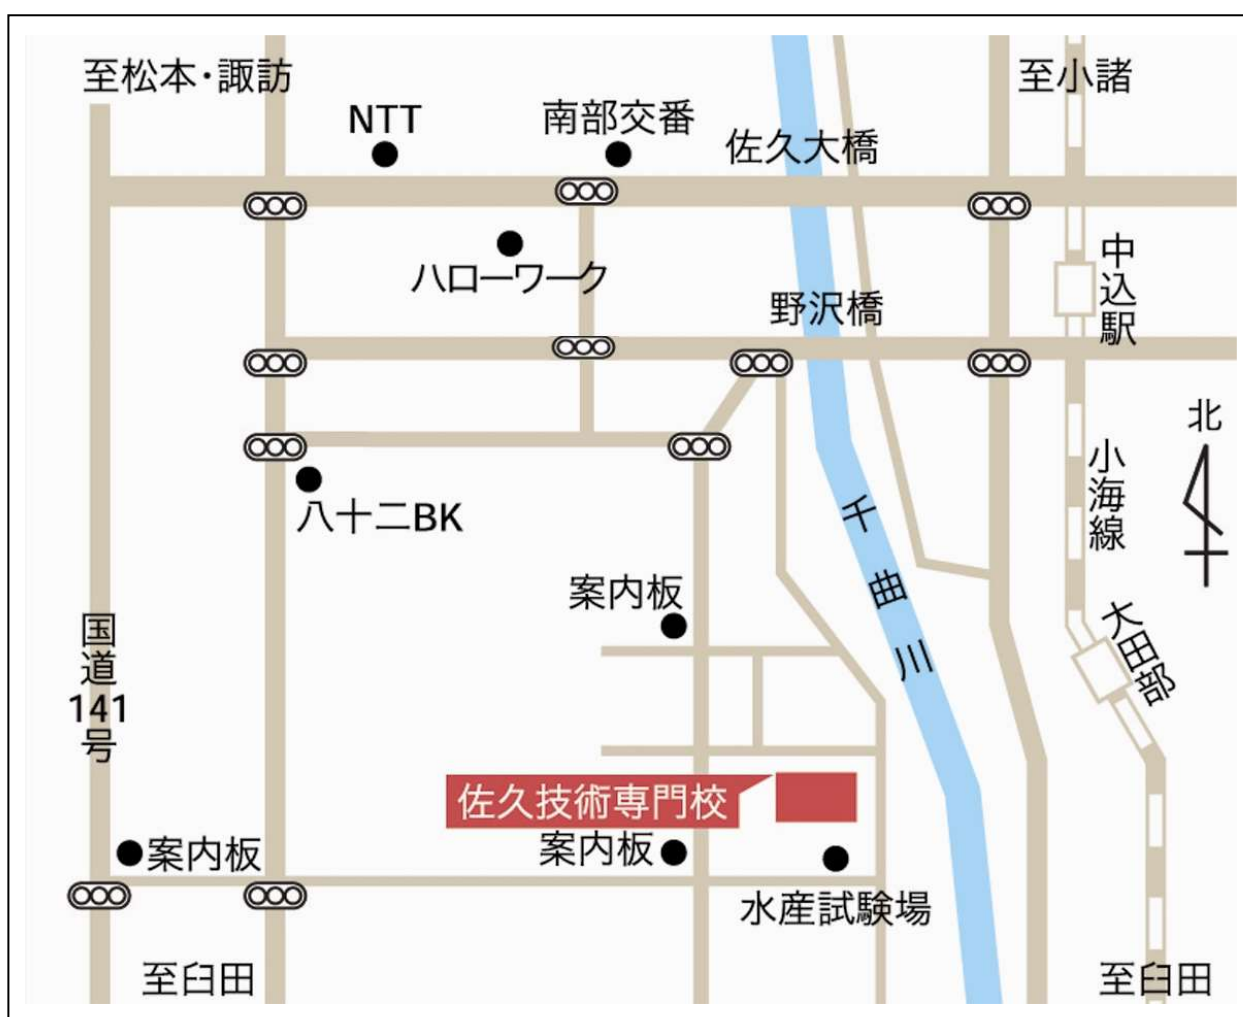 至松本・諏訪
至小諸
NTT
南部交番
佐久大橋
ハローワーク
中込駅
野沢橋
北
八十二BK
小海線
千曲川
案内板
国道141号
大田部
佐久技術専門校
案内板
案内板
水産試験場
至臼田
至臼田